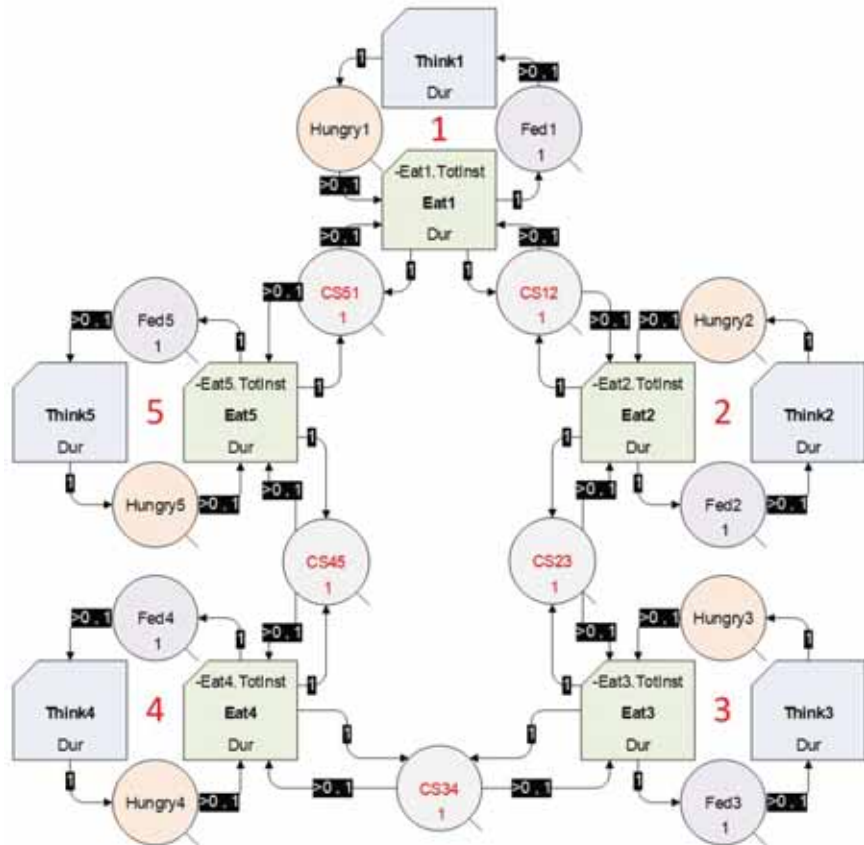 1
Think1
>0,1
Dur
Hungry1
1
Fed1
1
-Eat1.TotInst
>0,1
Eat1
1
Dur
>0,1
>0,1
1
1
CS51
1
CS12
1
>0,1
>0,1
>0,1
Fed5
1
1
>0,1
Hungry2
1
-Eat5.TotInst
1
1
-Eat2.TotInst
Think5
5
Eat5
Eat2
2
Think2
Dur
Dur
Dur
Dur
1
1
1
1
Hungry5
>0,1
>0,1
>0,1
Fed2
1
>0,1
CS45
1
CS23
1
>0,1
Fed4
1
1
>0,1
>0,1
>0,1
Hungry3
1
-Eat4.TotInst
1
1
-Eat3.TotInst
Think4
4
Eat4
Eat3
3
Think3
Dur
Dur
1
1
Dur
Dur
1
1
Hungry4
>0,1
>0,1
CS34
1
>0,1
Fed3
1
>0,1